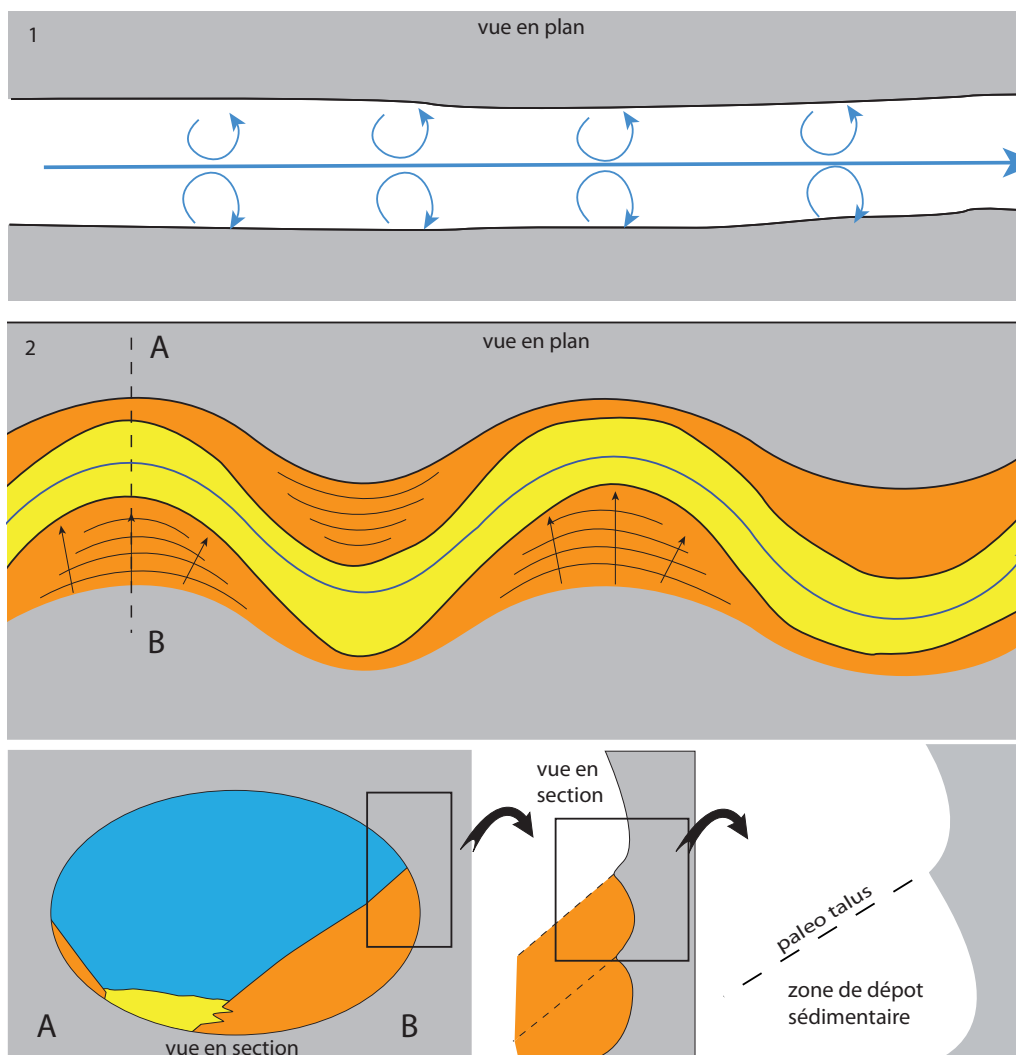 1
vue en plan
2
A
vue en plan
B
vue en
section
paleo talus
zone de dépot
sédimentaire
A
B
vue en section